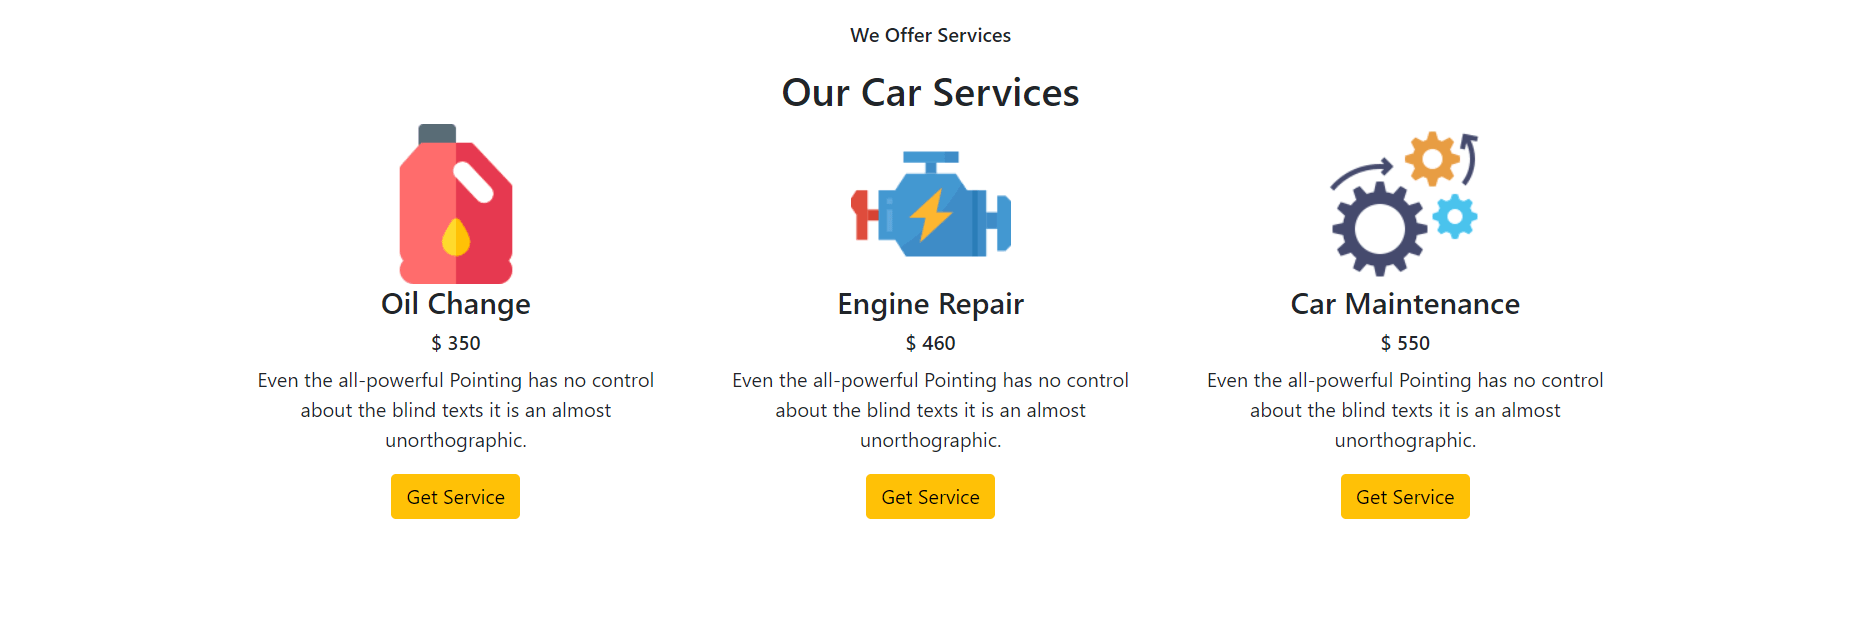 We Offer Services
Our Car Services
Oil Change
$ 350
Even the all-powerful Pointing has no control
about the blind texts it is an almost
unorthographic.
Get Service
Engine Repair
$ 460
Even the all-powerful Pointing has no control
about the blind texts it is an almost
unorthographic.
Get Service
Car Maintenance
$ 550
Even the all-powerful Pointing has no control
about the blind texts it is an almost
unorthographic.
Get Service